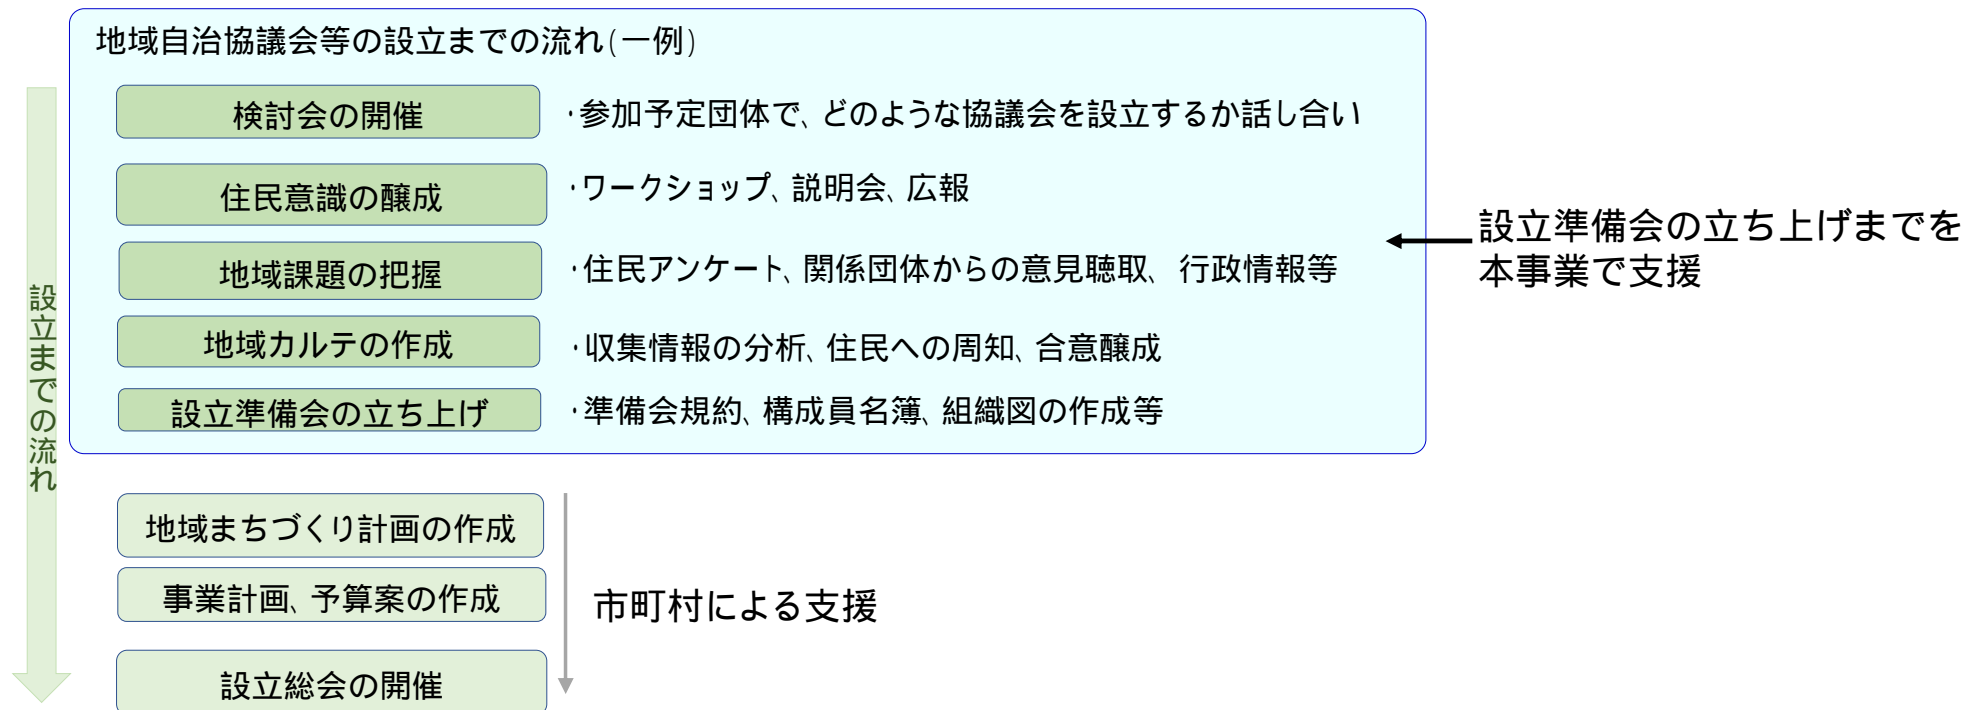 地域自治協議会等の設立までの流れ(一例)
検討会の開催
・参加予定団体で、どのような協議会を設立するか話し合い
住民意識の醸成
・ワークショップ、説明会、広報
地域課題の把握
・住民アンケート、関係団体からの意見聴取、行政情報等
地域カルテの作成
・収集情報の分析、住民への周知、合意醸成
設立準備会の立ち上げ
・準備会規約、構成員名簿、組織図の作成等
設立準備会の立ち上げまでを
本事業で支援
設立までの流れ
地域まちづくり計画の作成
事業計画、予算案の作成
設立総会の開催
市町村による支援